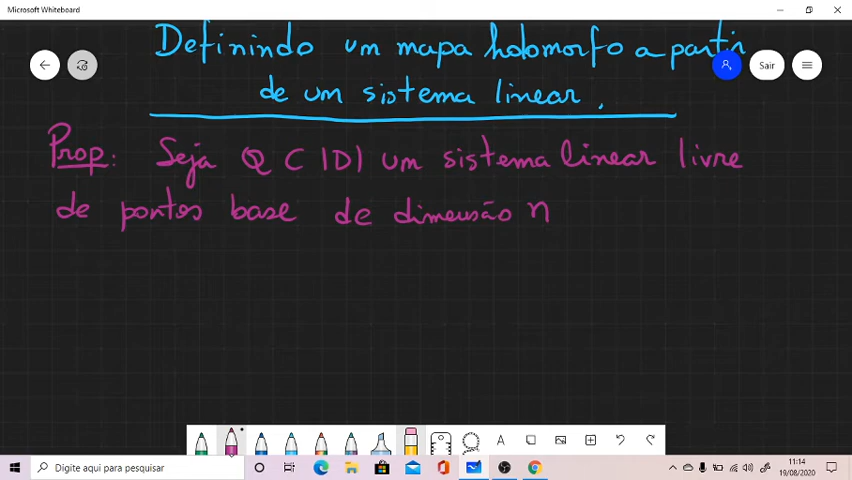 Microsoft Whiteboard
Definindo um mapa holomorfo a partir
de um sistema linear.
Sair
Prop: Seja Q ⊂ |D| um sistema linear livre
de pontos base de dimensão n
Digite aqui para pesquisar
11:14
19/08/2020